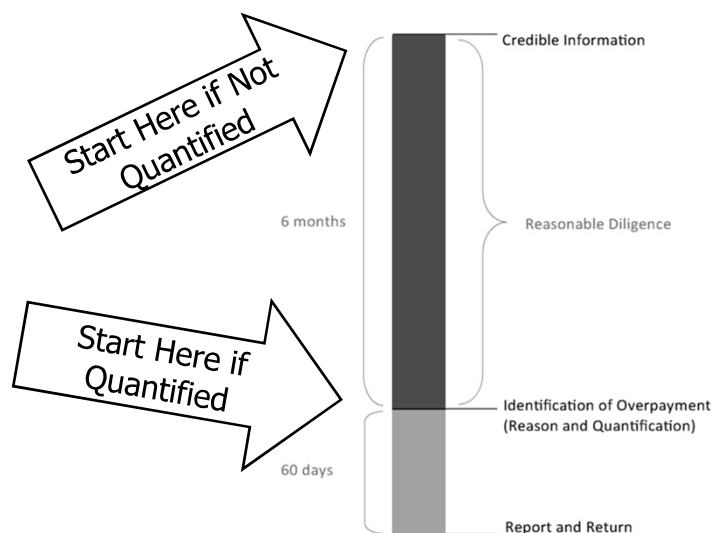 Start Here if Not
Quantified
Credible Information
6 months
Reasonable Diligence
Start Here if
Quantified
Identification of Overpayment
(Reason and Quantification)
60 days
Report and Return